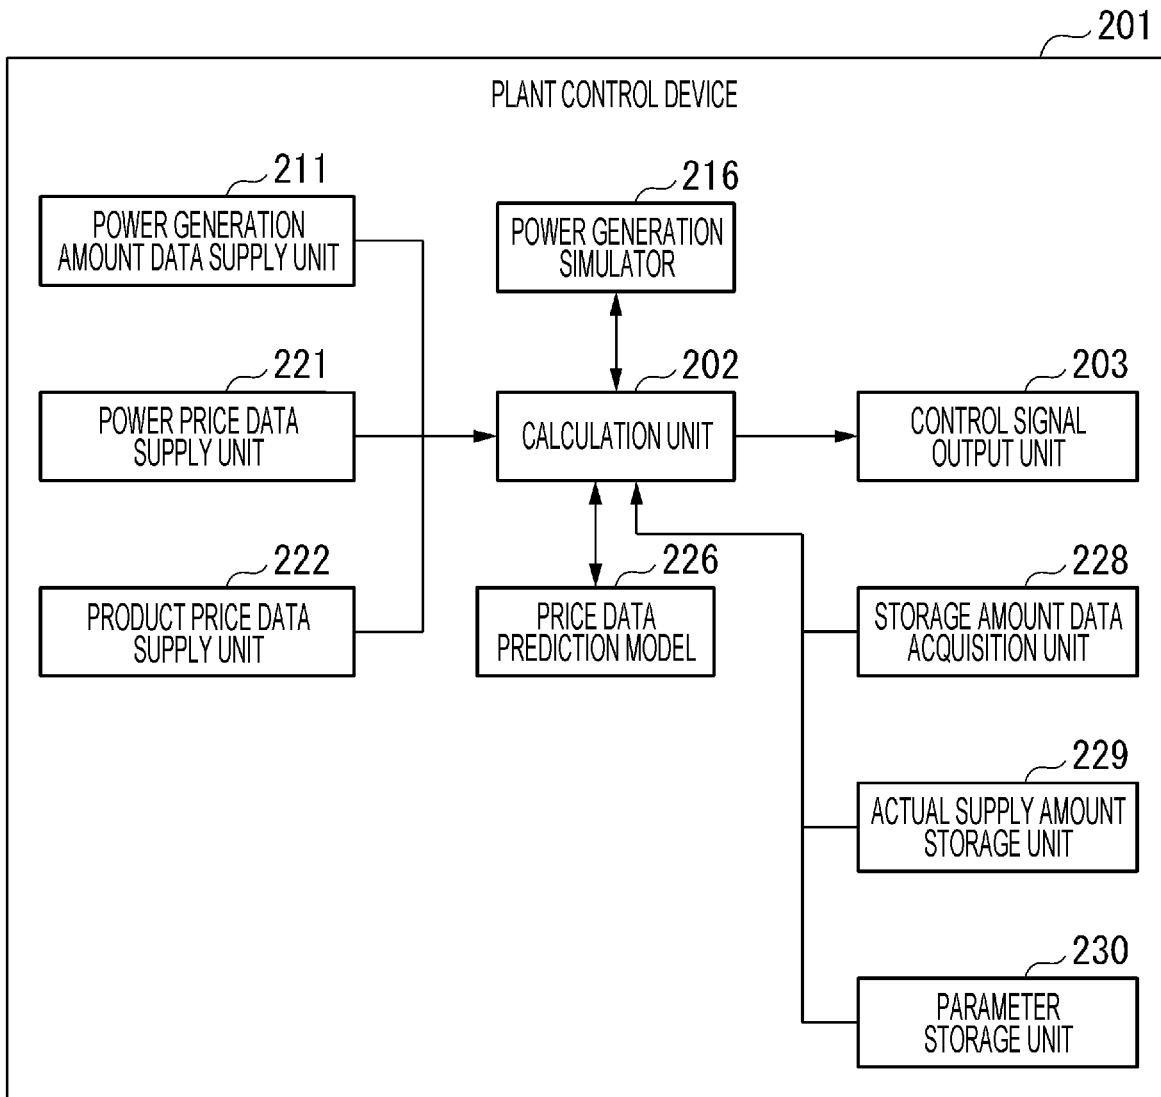 201
PLANT CONTROL DEVICE
211
POWER GENERATION
AMOUNT DATA SUPPLY UNIT
216
POWER GENERATION
SIMULATOR
221
POWER PRICE DATA
SUPPLY UNIT
202
CALCULATION UNIT
203
CONTROL SIGNAL
OUTPUT UNIT
222
PRODUCT PRICE DATA
SUPPLY UNIT
226
PRICE DATA
PREDICTION MODEL
228
STORAGE AMOUNT DATA
ACQUISITION UNIT
229
ACTUAL SUPPLY AMOUNT
STORAGE UNIT
230
PARAMETER
STORAGE UNIT